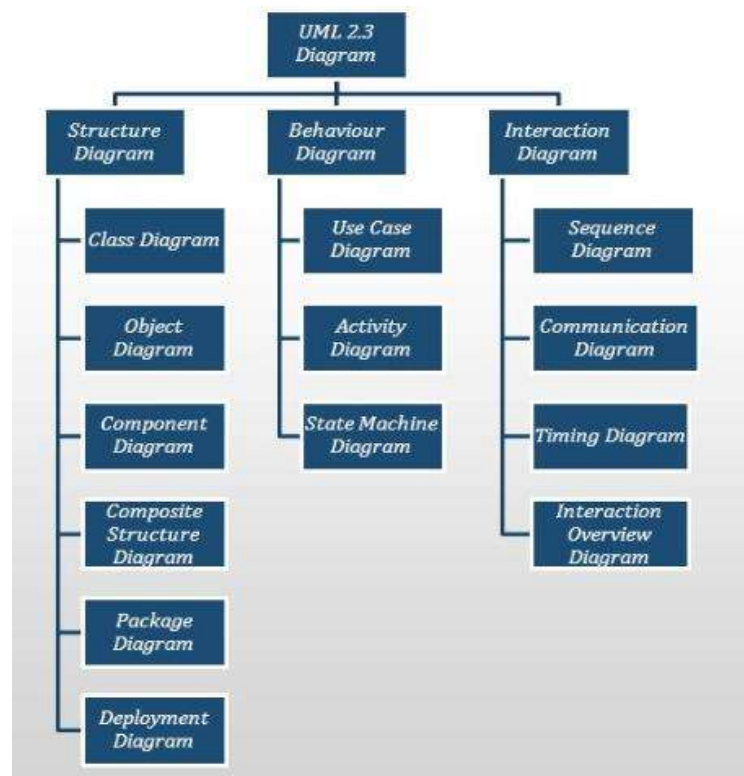 UML 2.3
Diagram
Structure
Diagram
Behaviour
Diagram
Interaction
Diagram
Class Diagram
Object
Diagram
Component
Diagram
Composite
Structure
Diagram
Package
Diagram
Deployment
Diagram
Use Case
Diagram
Activity
Diagram
State Machine
Diagram
Sequence
Diagram
Communication
Diagram
Timing Diagram
Interaction
Overview
Diagram